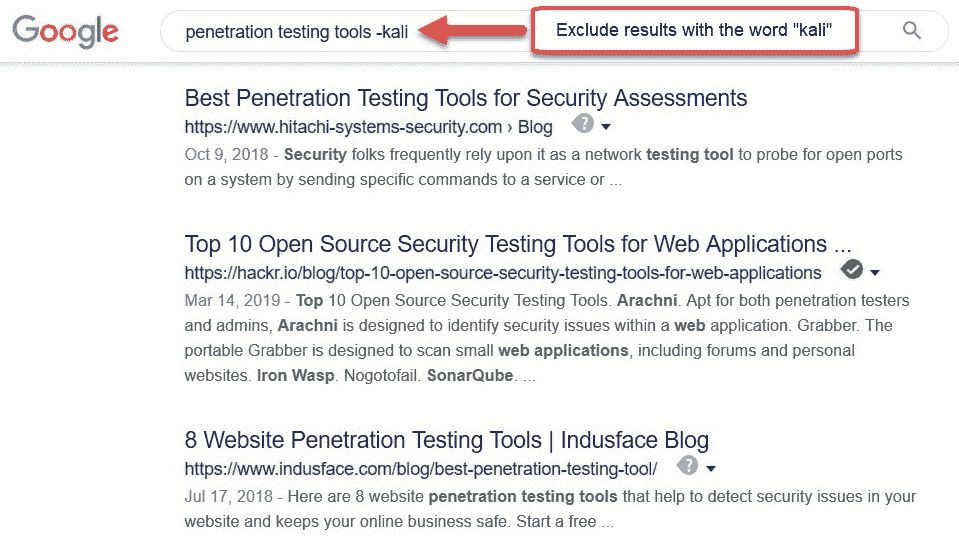 Google penetration testing tools -kali Exclude results with the word "kali"
Best Penetration Testing Tools for Security Assessments
https://www.hitachi-systems-security.com › Blog ?
Oct 9, 2018 - Security folks frequently rely upon it as a network testing tool to probe for open ports
on a system by sending specific commands to a service or ...
Top 10 Open Source Security Testing Tools for Web Applications ...
https://hackr.io/blog/top-10-open-source-security-testing-tools-for-web-applications
Mar 14, 2019 - Top 10 Open Source Security Testing Tools. Arachni. Apt for both penetration testers
and admins, Arachni is designed to identify security issues within a web application. Grabber. The
portable Grabber is designed to scan small web applications, including forums and personal
websites. Iron Wasp. Nogotofail. SonarQube. ...
8 Website Penetration Testing Tools | Indusface Blog
https://www.indusface.com/blog/best-penetration-testing-tool/ ?
Jul 17, 2018 - Here are 8 website penetration testing tools that help to detect security issues in your
website and keeps your online business safe. Start a free ...